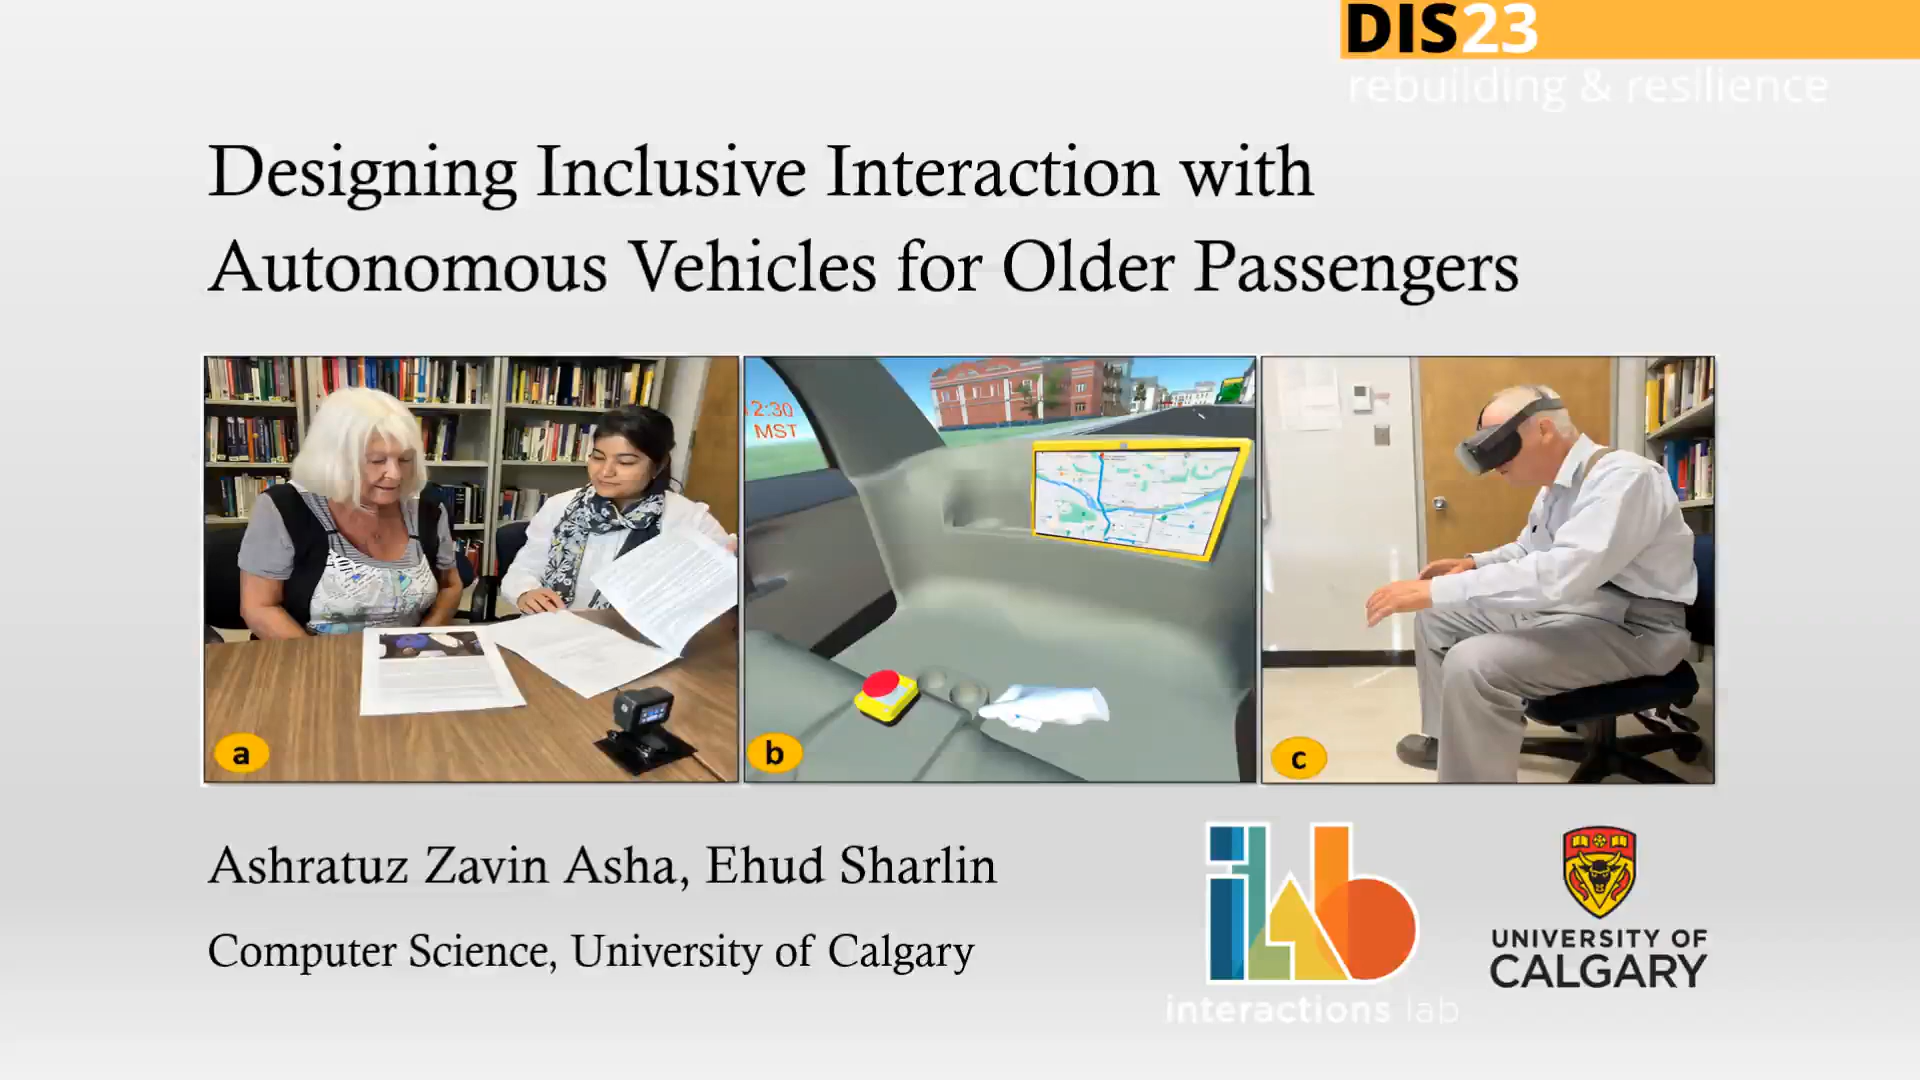 DIS23
rebuilding & resilience
Designing Inclusive Interaction with
Autonomous Vehicles for Older Passengers
2:30
MST
a
b
c
Ashratuz Zavin Asha, Ehud Sharlin
Computer Science, University of Calgary
ilab
interactions lab
UNIVERSITY OF
CALGARY